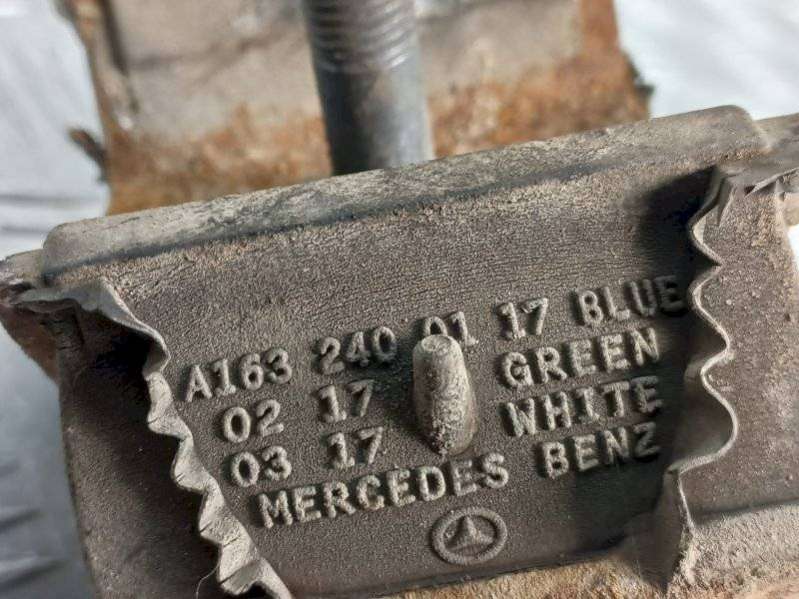 A163 240 01 17 BLUE
02 17 GREEN
03 17 WHITE
MERCEDES BENZ